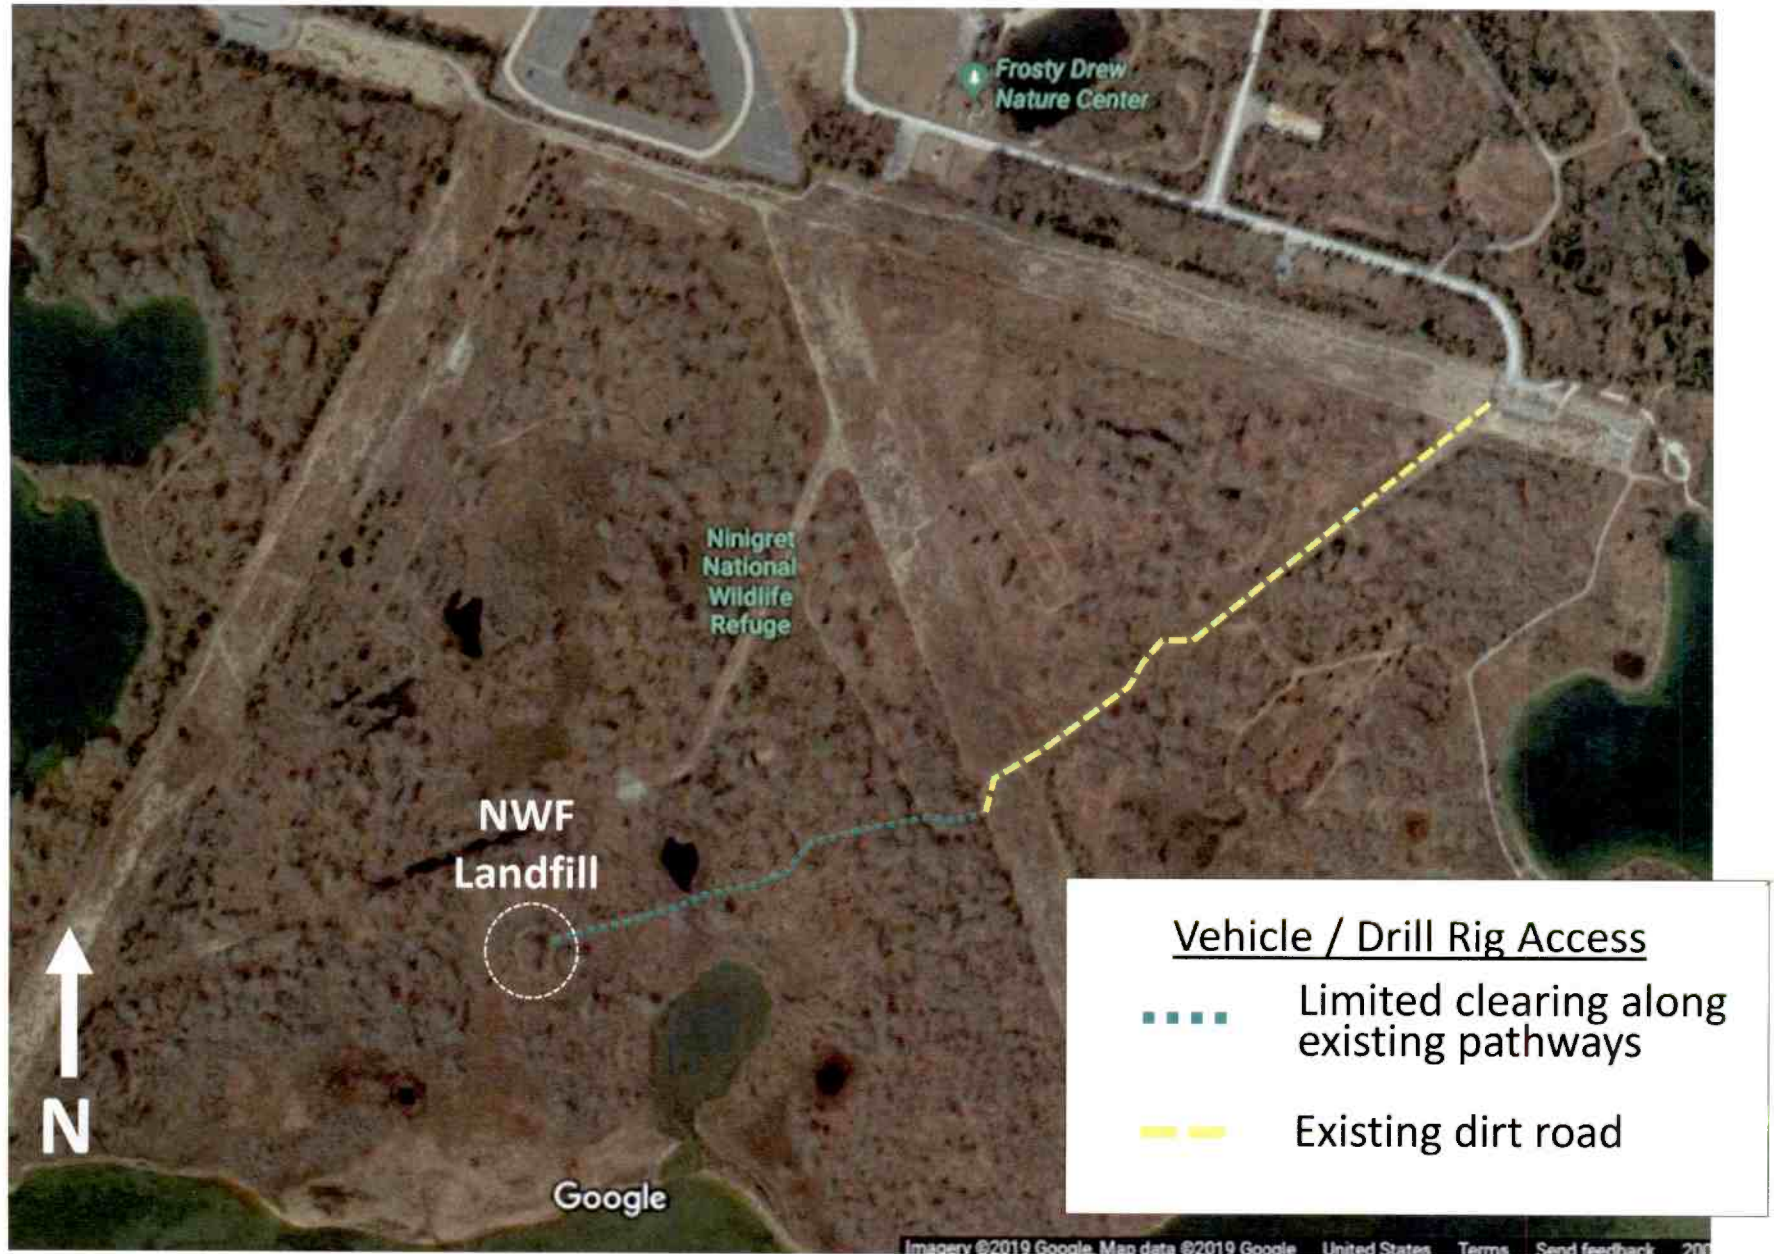 Frosty Drew
Nature Center
Ninigret
National
Wildlife
Refuge
NWF
Landfill
N
Google
Vehicle / Drill Rig Access
Limited clearing along
existing pathways
Existing dirt road
Imagery ©2019 Google, Map data ©2019 Google United States Terms Send feedback 200